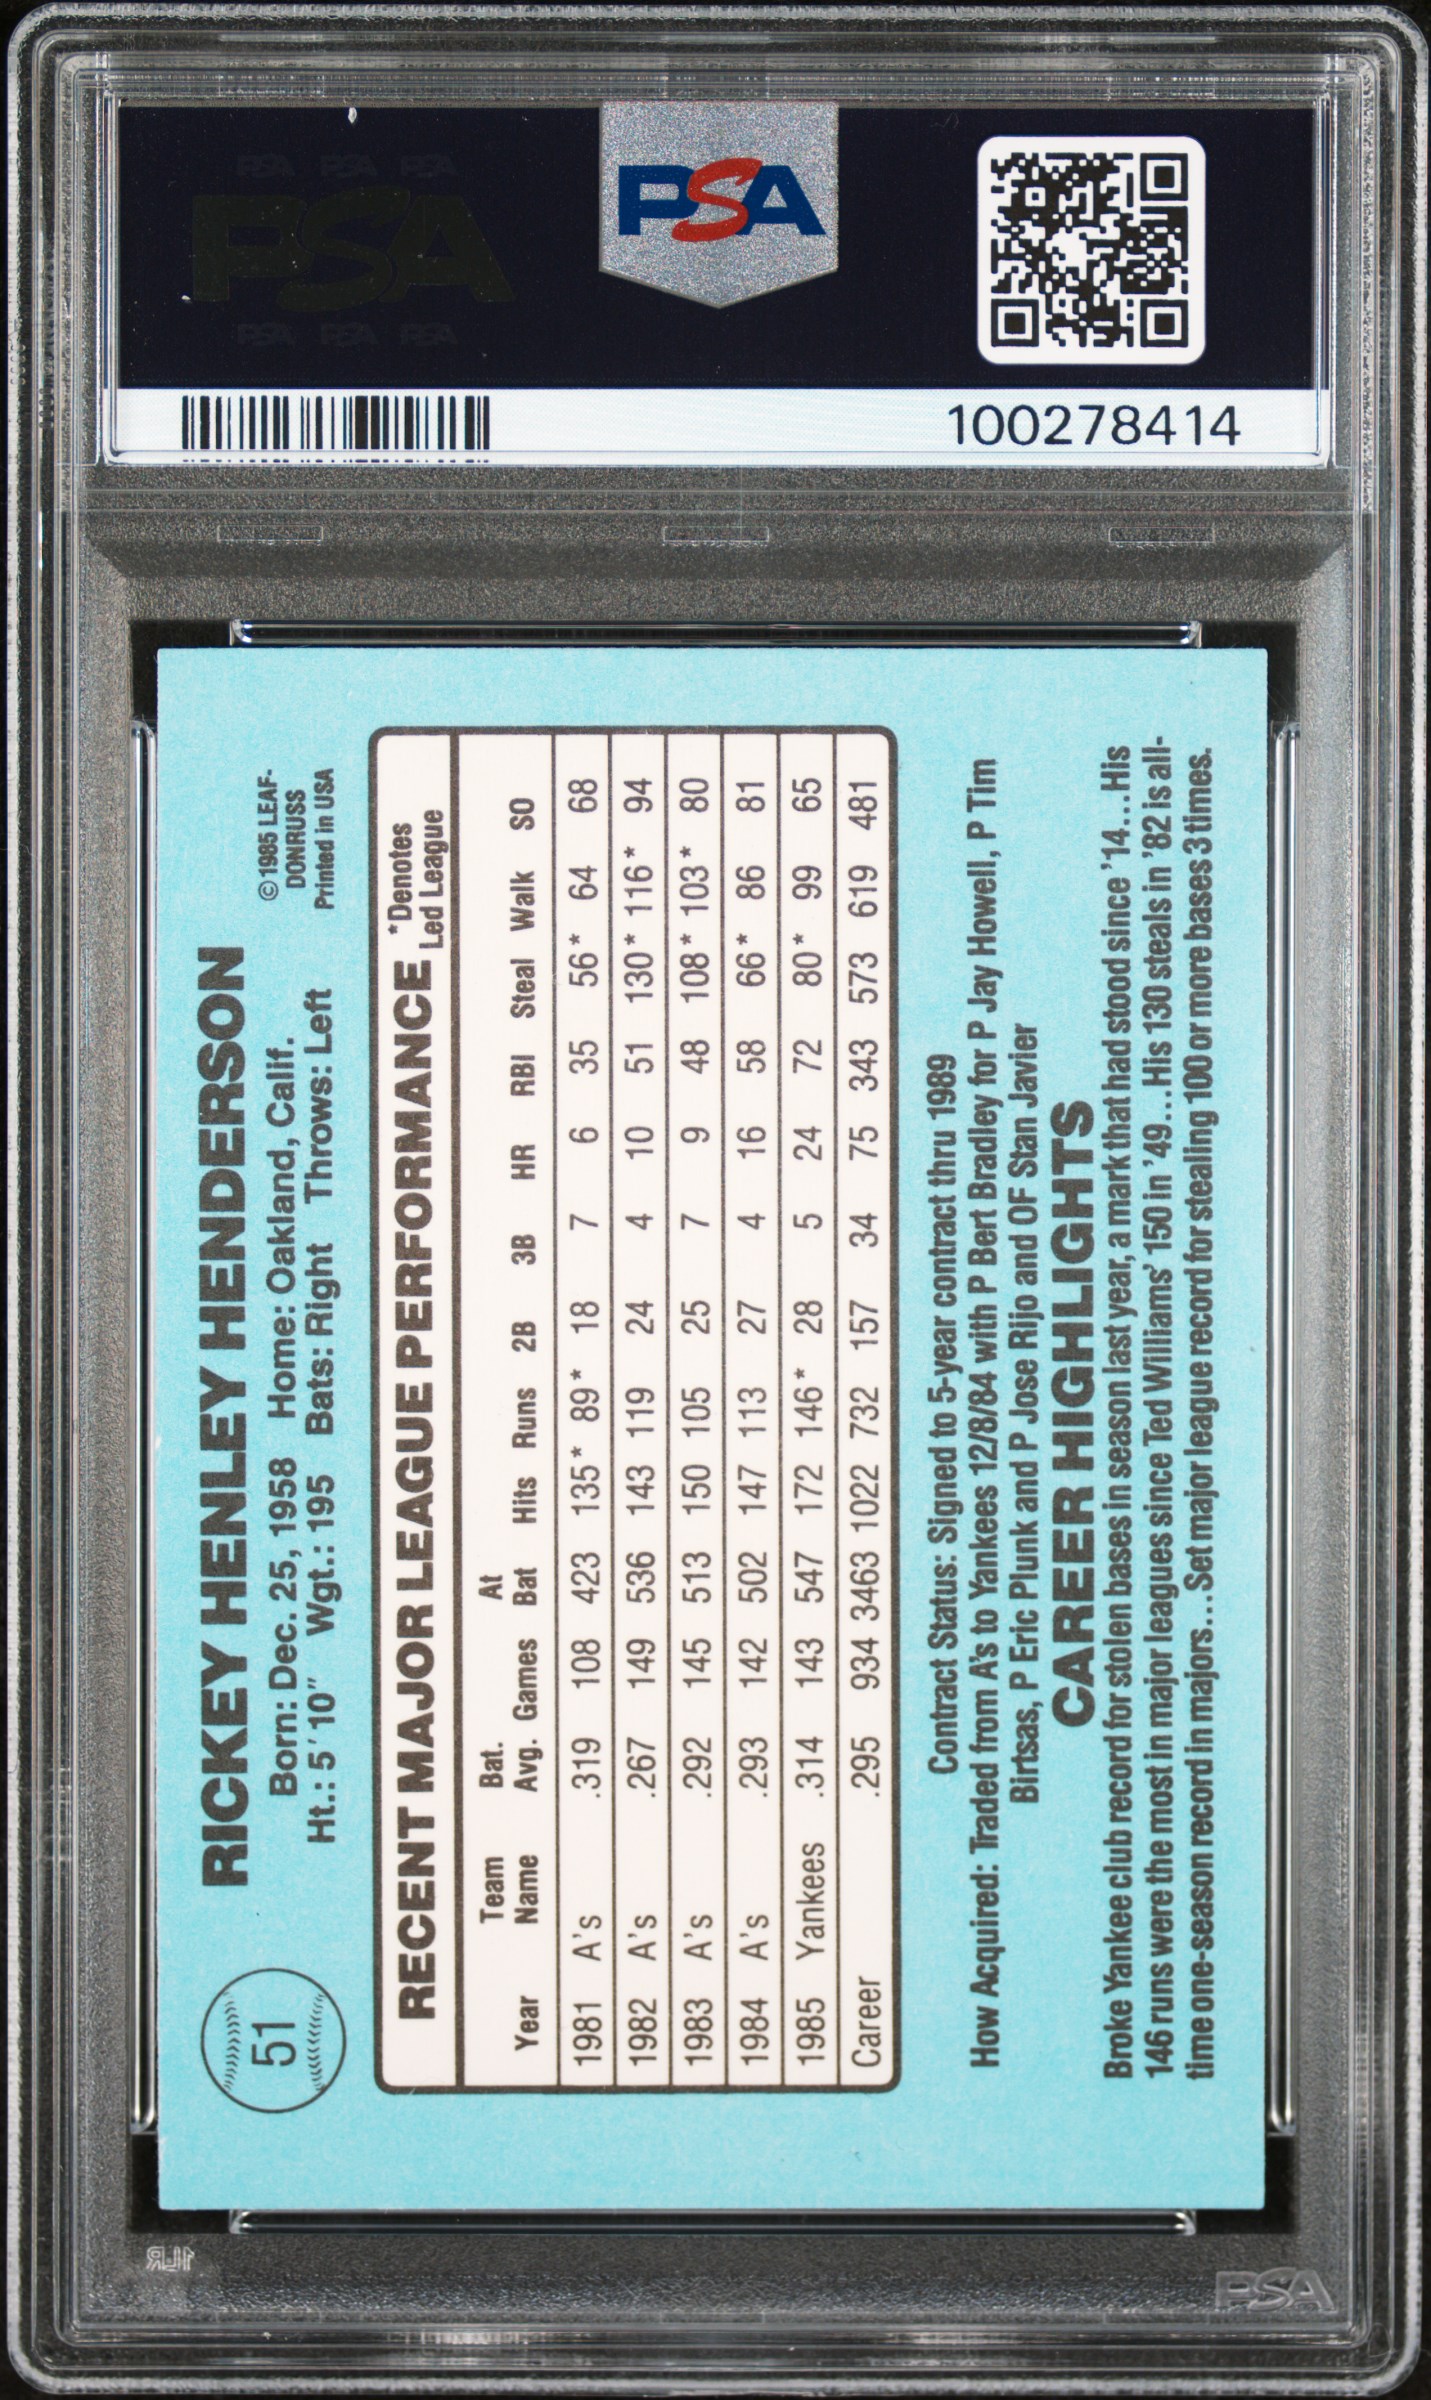 PSA PSA PSA
PSA
PSA PSA PSA
PSA
100278414
51
RICKEY HENLEY HENDERSON
© 1985 LEAF-
DONRUSS
Printed in USA
Born: Dec. 25, 1958 Home: Oakland, Calif.
Ht.: 5' 10" Wgt.: 195 Bats: Right Throws: Left
RECENT MAJOR LEAGUE PERFORMANCE
*Denotes
Led League
Year Team Name Bat. Avg. Games At Bat Hits Runs 2B 3B HR RBI Steal Walk SO
1981 A's .319 108 423 135* 89* 18 7 6 35 56* 64 68
1982 A's .267 149 536 143 119 24 4 10 51 130* 116* 94
1983 A's .292 145 513 150 105 25 7 9 48 108* 103* 80
1984 A's .293 142 502 147 113 27 4 16 58 66* 86 81
1985 Yankees .314 143 547 172 146* 28 5 24 72 80* 99 65
Career .295 934 3463 1022 732 157 34 75 343 573 619 481
Contract Status: Signed to 5-year contract thru 1989
How Acquired: Traded from A's to Yankees 12/8/84 with P Bert Bradley for P Jay Howell, P Tim
Birtsas, P Eric Plunk and P Jose Rijo and OF Stan Javier
CAREER HIGHLIGHTS
Broke Yankee club record for stolen bases in season last year, a mark that had stood since '14...His
146 runs were the most in major leagues since Ted Williams' 150 in '49...His 130 steals in '82 is all-
time one-season record in majors...Set major league record for stealing 100 or more bases 3 times.
PSA